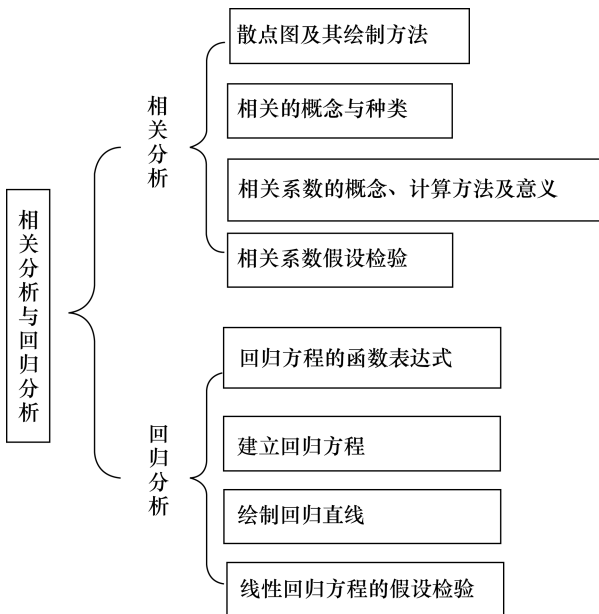 相关分析与回归分析
相关分析
散点图及其绘制方法
相关的概念与种类
相关系数的概念、计算方法及意义
相关系数假设检验
回归分析
回归方程的函数表达式
建立回归方程
绘制回归直线
线性回归方程的假设检验